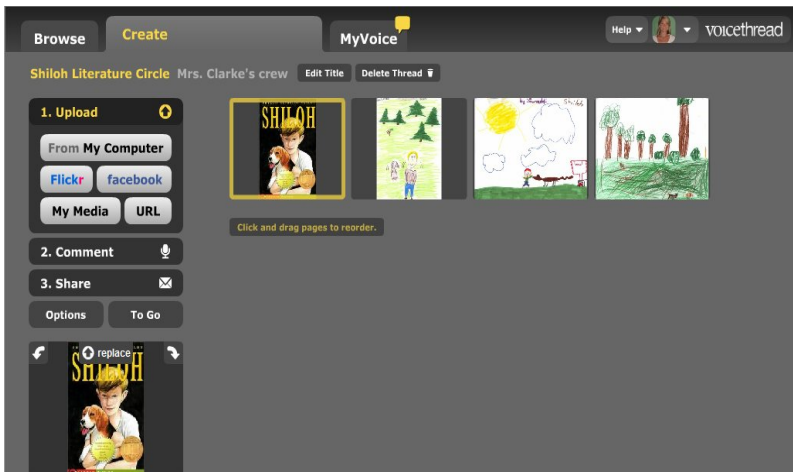 Browse
Create
MyVoice
Help
voicethread
Shiloh Literature Circle Mrs. Clarke's crew Edit Title Delete Thread
1. Upload
From My Computer
Flickr facebook
My Media URL
2. Comment
3. Share
Options To Go
SHILOH
Shiloh
Click and drag pages to reorder.
replace
SHILOH